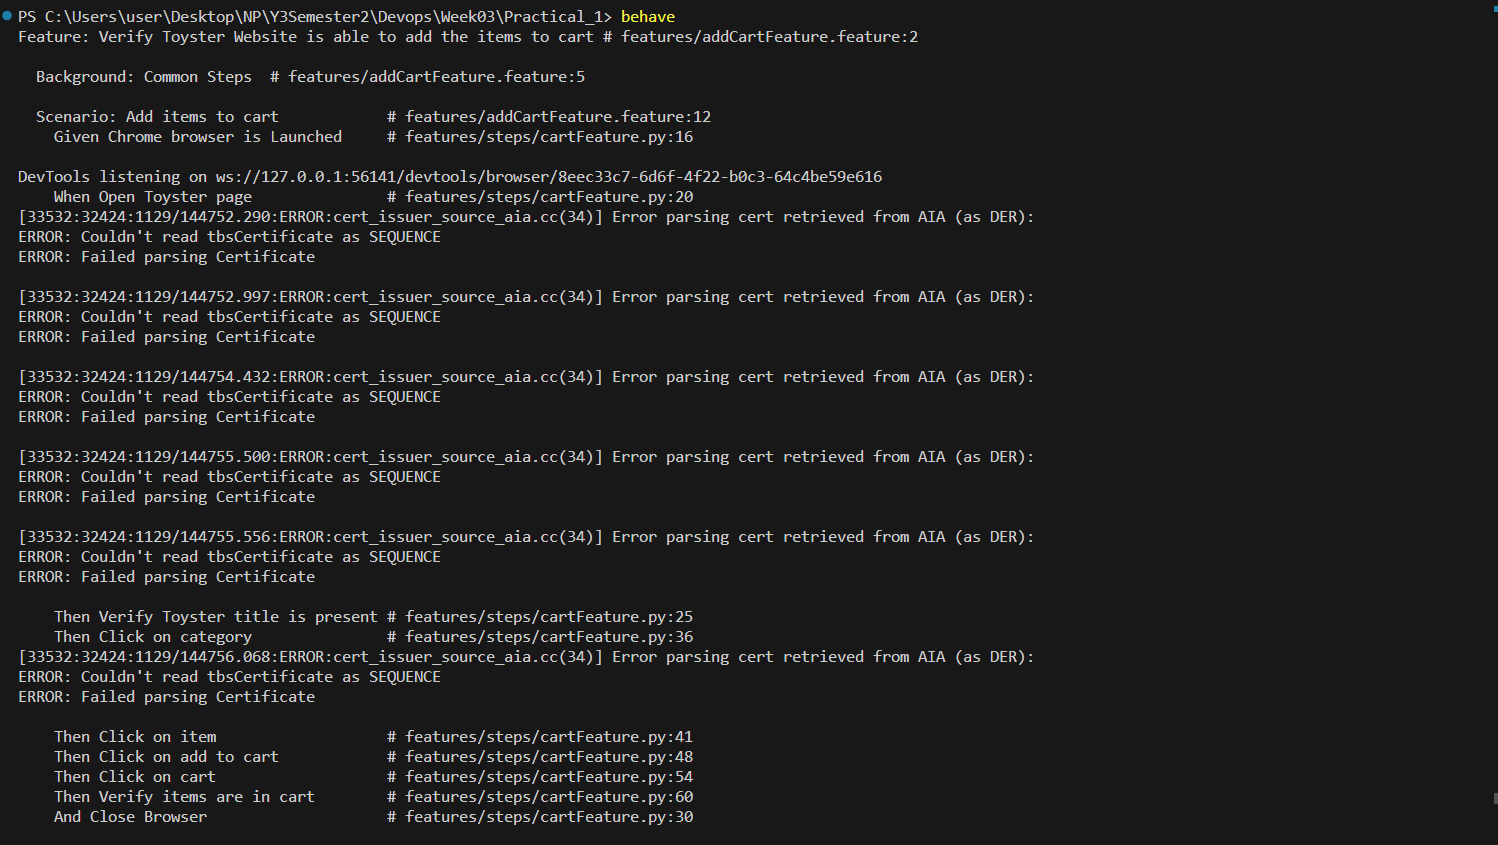 PS C:\Users\user\Desktop\NP\Y3Semester2\Devops\Week03\Practical_1> behave
Feature: Verify Toyster Website is able to add the items to cart # features/addCartFeature.feature:2
Background: Common Steps # features/addCartFeature.feature:5
Scenario: Add items to cart # features/addCartFeature.feature:12
Given Chrome browser is Launched # features/steps/cartFeature.py:16
DevTools listening on ws://127.0.0.1:56141/devtools/browser/8eec33c7-6d6f-4f22-b0c3-64c4be59e616
When Open Toyster page # features/steps/cartFeature.py:20
[33532:32424:1129/144752.290:ERROR:cert_issuer_source_aia.cc(34)] Error parsing cert retrieved from AIA (as DER):
ERROR: Couldn't read tbsCertificate as SEQUENCE
ERROR: Failed parsing Certificate
[33532:32424:1129/144752.997:ERROR:cert_issuer_source_aia.cc(34)] Error parsing cert retrieved from AIA (as DER):
ERROR: Couldn't read tbsCertificate as SEQUENCE
ERROR: Failed parsing Certificate
[33532:32424:1129/144754.432:ERROR:cert_issuer_source_aia.cc(34)] Error parsing cert retrieved from AIA (as DER):
ERROR: Couldn't read tbsCertificate as SEQUENCE
ERROR: Failed parsing Certificate
[33532:32424:1129/144755.500:ERROR:cert_issuer_source_aia.cc(34)] Error parsing cert retrieved from AIA (as DER):
ERROR: Couldn't read tbsCertificate as SEQUENCE
ERROR: Failed parsing Certificate
[33532:32424:1129/144755.556:ERROR:cert_issuer_source_aia.cc(34)] Error parsing cert retrieved from AIA (as DER):
ERROR: Couldn't read tbsCertificate as SEQUENCE
ERROR: Failed parsing Certificate
Then Verify Toyster title is present # features/steps/cartFeature.py:25
Then Click on category # features/steps/cartFeature.py:36
[33532:32424:1129/144756.068:ERROR:cert_issuer_source_aia.cc(34)] Error parsing cert retrieved from AIA (as DER):
ERROR: Couldn't read tbsCertificate as SEQUENCE
ERROR: Failed parsing Certificate
Then Click on item # features/steps/cartFeature.py:41
Then Click on add to cart # features/steps/cartFeature.py:48
Then Click on cart # features/steps/cartFeature.py:54
Then Verify items are in cart # features/steps/cartFeature.py:60
And Close Browser # features/steps/cartFeature.py:30